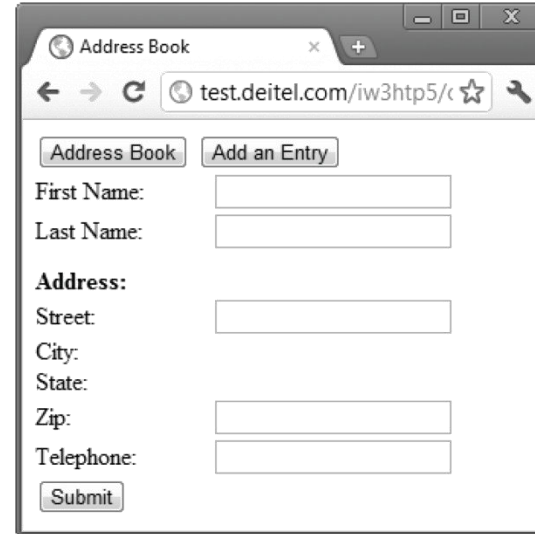 Address Book
test.deitel.com/iw3htp5/
Address Book Add an Entry
First Name:
Last Name:
Address:
Street:
City:
State:
Zip:
Telephone:
Submit